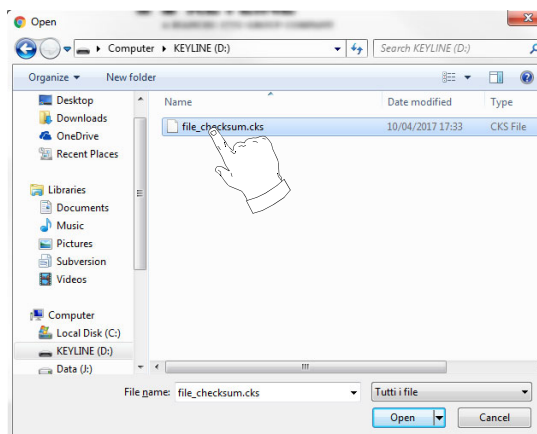 Open
Computer KEYLINE (D:) Search KEYLINE (D:)
Organize New folder
Desktop
Downloads
OneDrive
Recent Places
Libraries
Documents
Music
Pictures
Subversion
Videos
Computer
Local Disk (C:)
KEYLINE (D:)
Data (J:)
Name Date modified Type
file_checksum.cks 10/04/2017 17:33 CKS File
File name: file_checksum.cks Tutti i file
Open Cancel